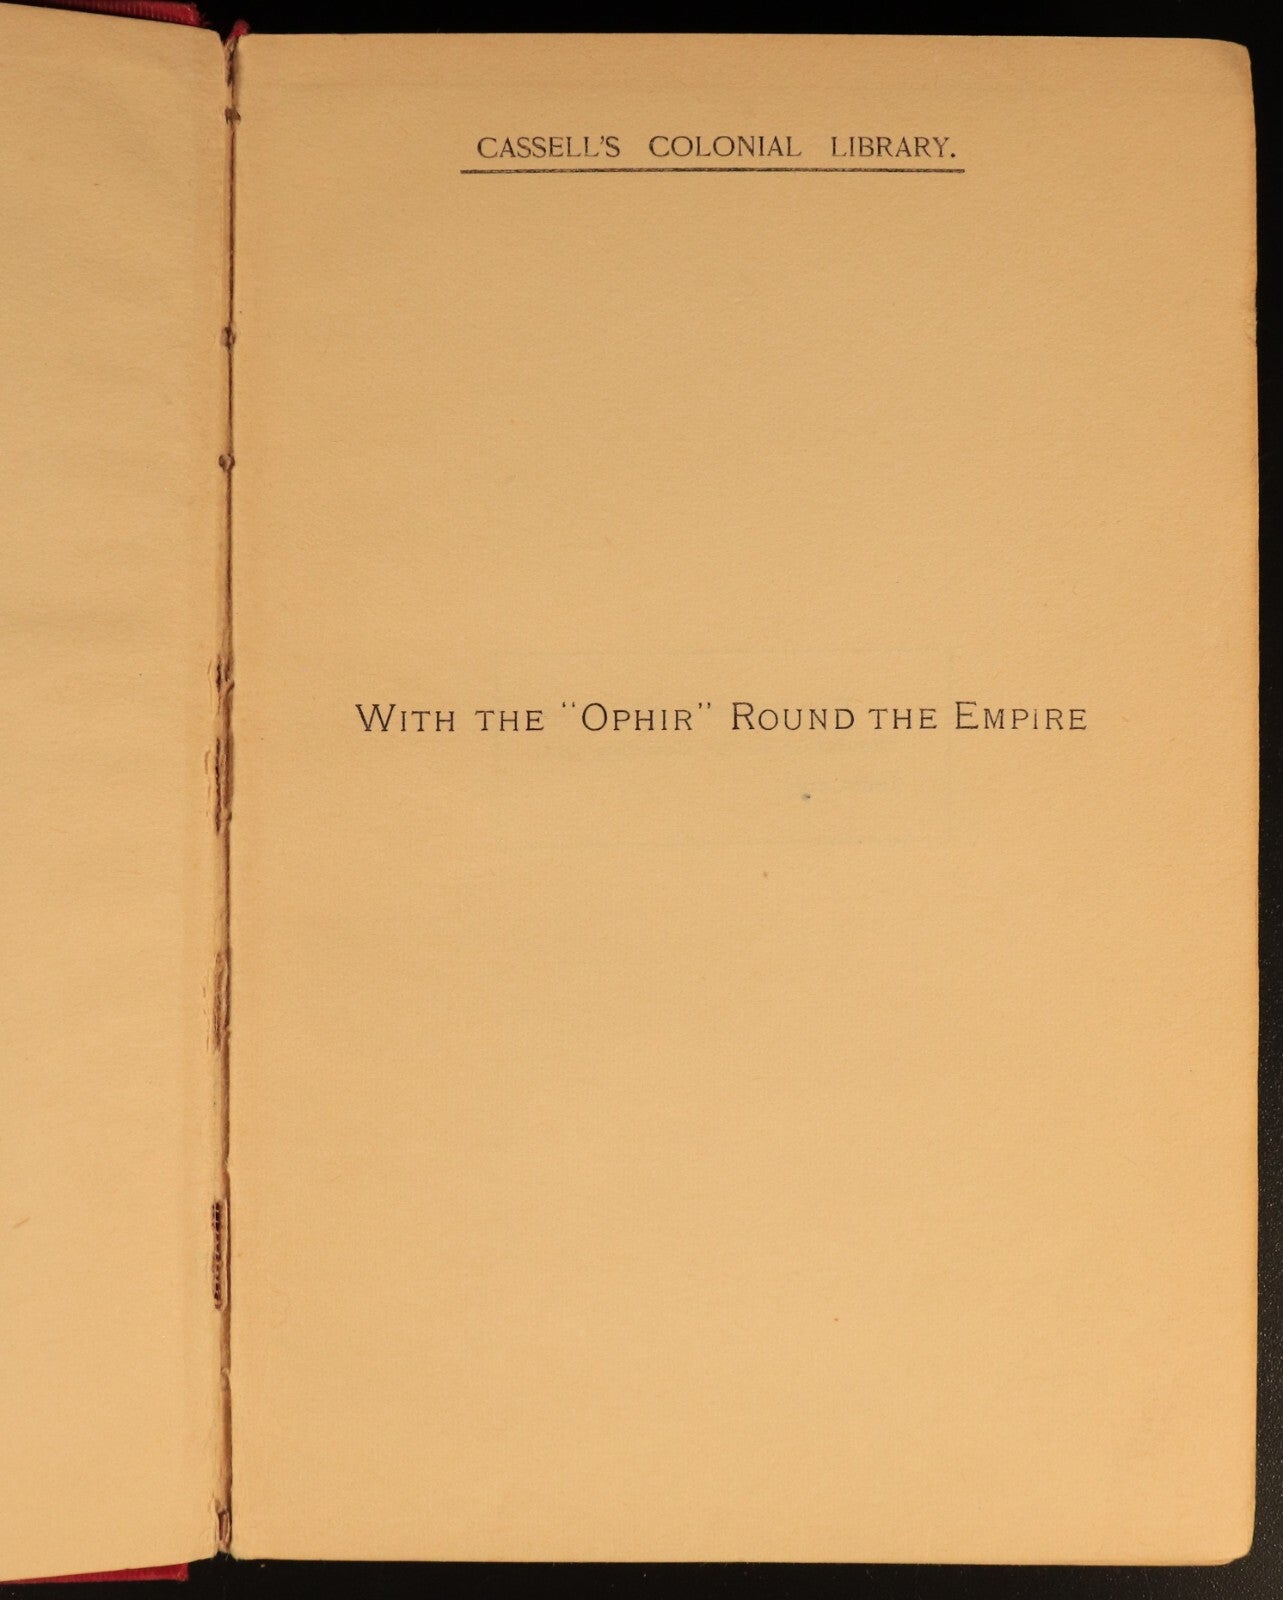 CASSELL'S COLONIAL LIBRARY.
WITH THE "OPHIR" ROUND THE EMPIRE